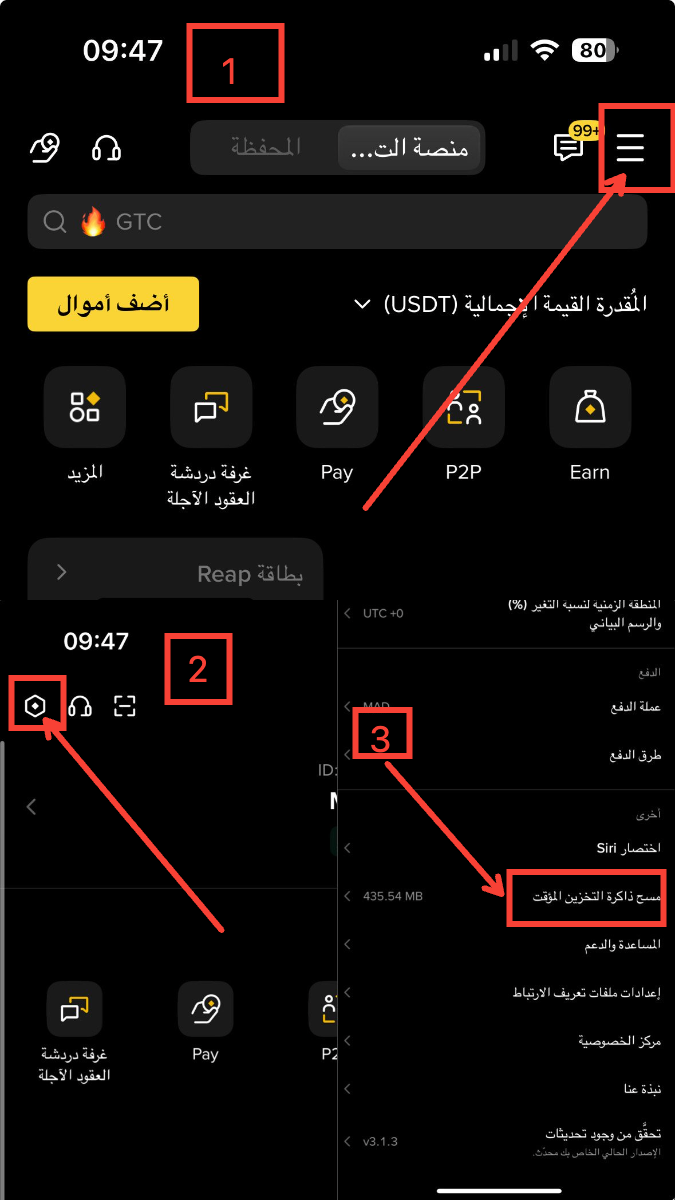 09:47
1
80
المحفظة
منصة الت...
99+
GTC
أضف أموال
المُقدرة القيمة الإجمالية (USDT)
المزيد
غرفة دردشة
العقود الآجلة
Pay
P2P
Earn
بطاقة Reap
09:47
2
ID:
غرفة دردشة
العقود الآجلة
Pay
المنطقة الزمنية لنسبة التغير (%)
والرسم البياني
UTC +0
الدفع
عملة الدفع
MAD
3
طرق الدفع
أخرى
اختصار Siri
مسح ذاكرة التخزين المؤقت
435.54 MB
المساعدة والدعم
إعدادات ملفات تعريف الارتباط
مركز الخصوصية
نبذة عنا
تحقَّق من وجود تحديثات
v3.1.3
الإصدار الحالي الخاص بك محدّث.